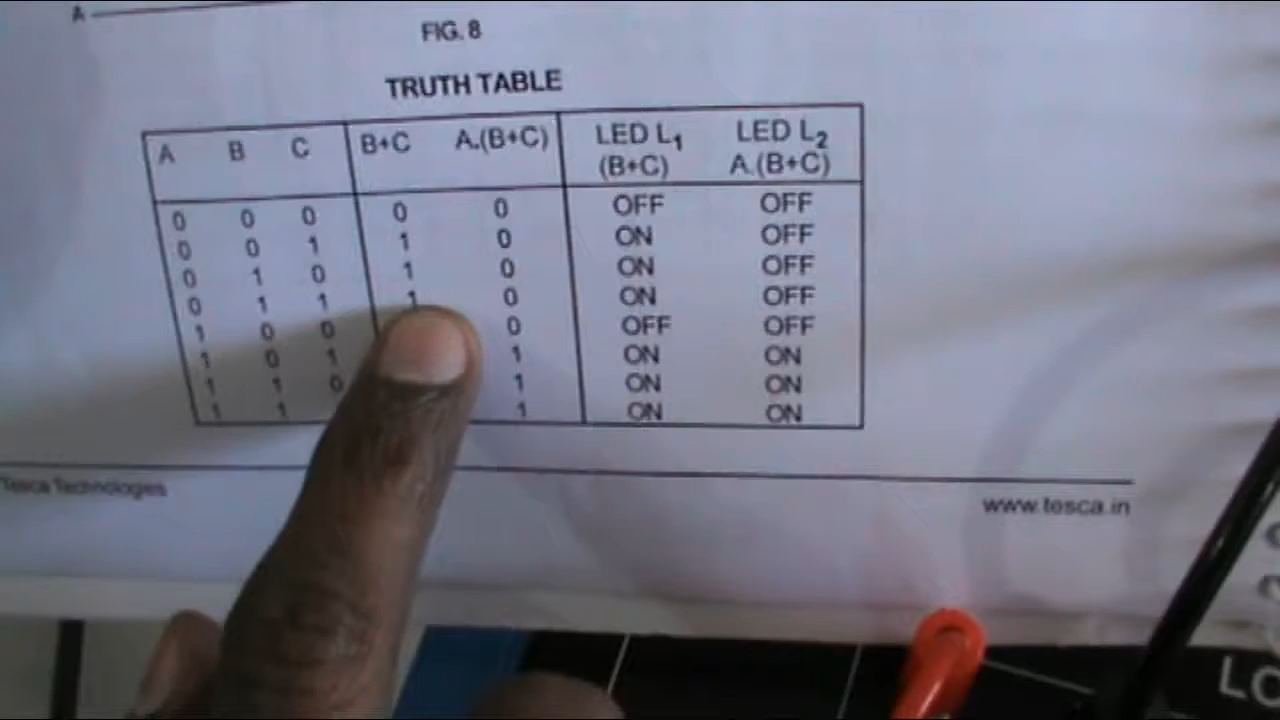 A
FIG. 8
TRUTH TABLE
A B C B+C A.(B+C) LED L₁ LED L₂
(B+C) A.(B+C)
0 0 0 0 0 OFF OFF
0 0 1 1 0 ON OFF
0 1 0 1 0 ON OFF
0 1 1 1 0 ON OFF
1 0 0 0 OFF OFF
1 0 1 1 ON ON
1 1 0 1 ON ON
1 1 1 ON ON
Tesca Technologies
www.tesca.in
LO